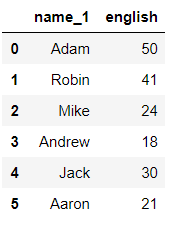 name_1 english
0 Adam 50
1 Robin 41
2 Mike 24
3 Andrew 18
4 Jack 30
5 Aaron 21